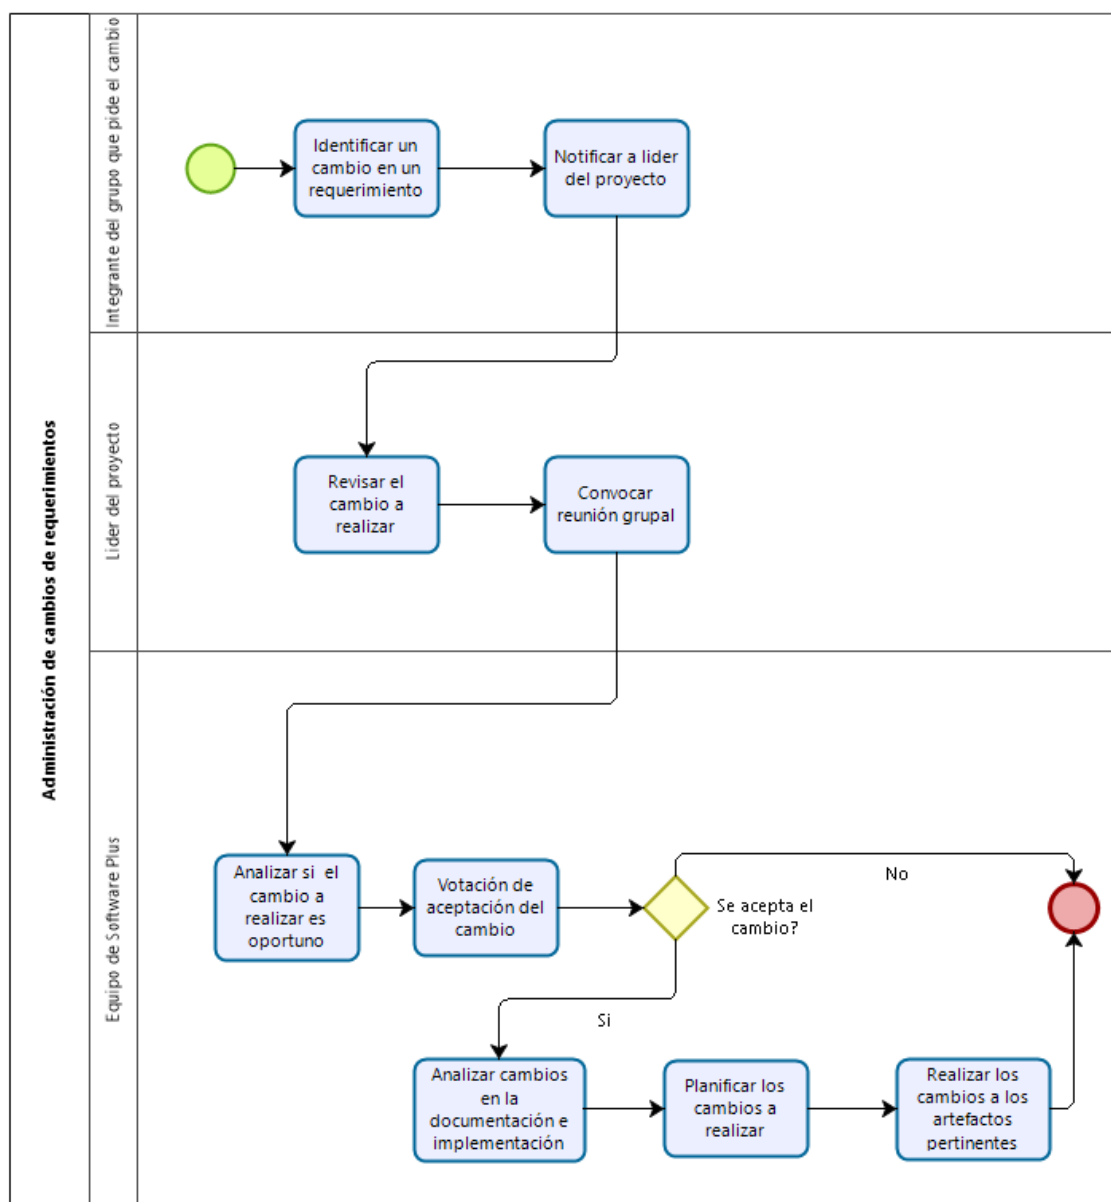 Administración de cambios de requerimientos
Integrante del grupo que pide el cambio
Identificar un
cambio en un
requerimiento
Notificar a lider
del proyecto
Lider del proyecto
Revisar el
cambio a
realizar
Convocar
reunión grupal
Equipo de Software Plus
Analizar si el
cambio a
realizar es
oportuno
Votación de
aceptación del
cambio
Se acepta el
cambio?
No
Si
Analizar cambios
en la
documentación e
implementación
Planificar los
cambios a
realizar
Realizar los
cambios a los
artefactos
pertinentes